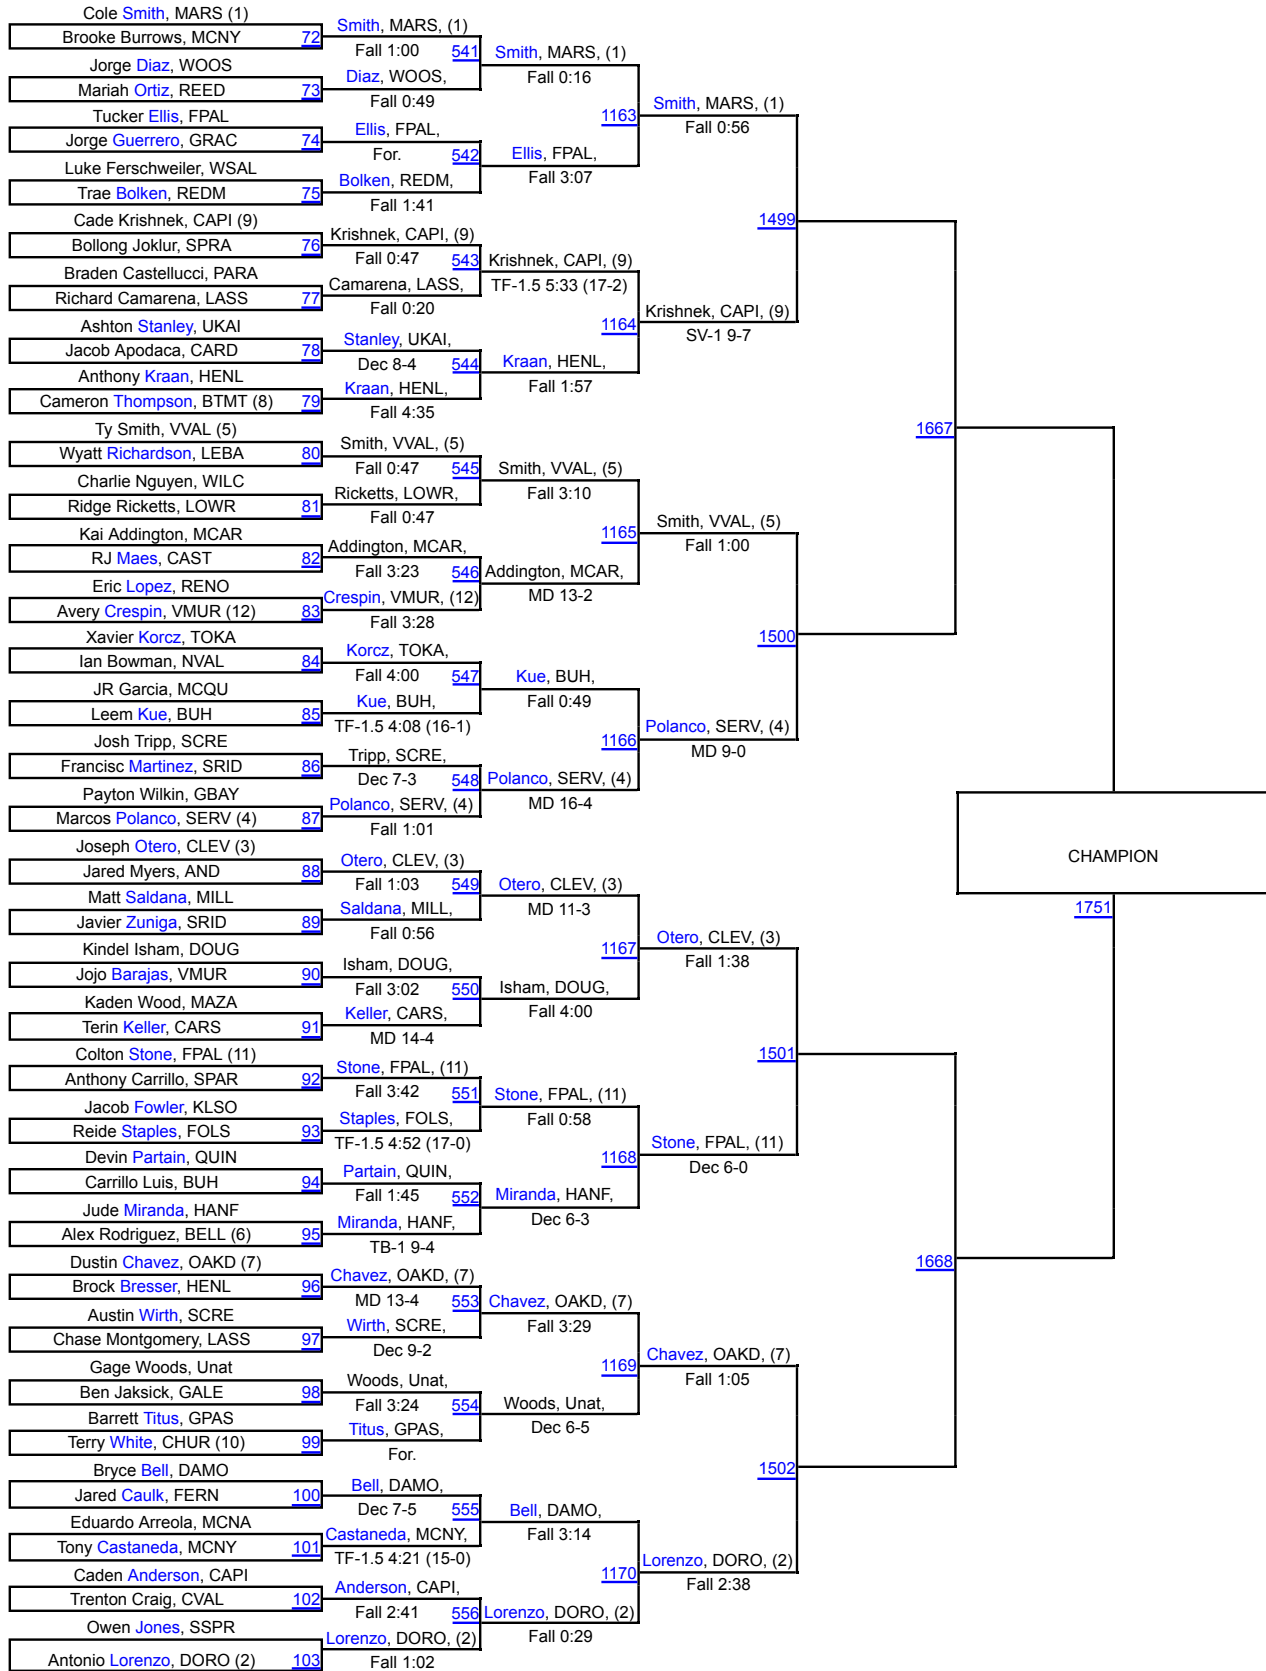 Cole Smith, MARS (1)
Brooke Burrows, MCNY 72
Jorge Diaz, WOOS
Mariah Ortiz, REED 73
Tucker Ellis, FPAL
Jorge Guerrero, GRAC 74
Luke Ferschweiler, WSAL
Trae Bolken, REDM 75
Cade Krishnek, CAPI (9)
Bollong Joklur, SPRA 76
Braden Castellucci, PARA
Richard Camarena, LASS 77
Ashton Stanley, UKAI
Jacob Apodaca, CARD 78
Anthony Kraan, HENL
Cameron Thompson, BTMT (8) 79
Ty Smith, VVAL (5)
Wyatt Richardson, LEBA 80
Charlie Nguyen, WILC
Ridge Ricketts, LOWR 81
Kai Addington, MCAR
RJ Maes, CAST 82
Eric Lopez, RENO
Avery Crespin, VMUR (12) 83
Xavier Korcz, TOKA
Ian Bowman, NVAL 84
JR Garcia, MCQU
Leem Kue, BUH 85
Josh Tripp, SCRE
Francisc Martinez, SRID 86
Payton Wilkin, GBAY
Marcos Polanco, SERV (4) 87
Joseph Otero, CLEV (3)
Jared Myers, AND 88
Matt Saldana, MILL
Javier Zuniga, SRID 89
Kindel Isham, DOUG
Jojo Barajas, VMUR 90
Kaden Wood, MAZA
Terin Keller, CARS 91
Colton Stone, FPAL (11)
Anthony Carrillo, SPAR 92
Jacob Fowler, KLSO
Reide Staples, FOLS 93
Devin Partain, QUIN
Carrillo Luis, BUH 94
Jude Miranda, HANF
Alex Rodriguez, BELL (6) 95
Dustin Chavez, OAKD (7)
Brock Bresser, HENL 96
Austin Wirth, SCRE
Chase Montgomery, LASS 97
Gage Woods, Unat
Ben Jaksick, GALE 98
Barrett Titus, GPAS
Terry White, CHUR (10) 99
Bryce Bell, DAMO
Jared Caulk, FERN 100
Eduardo Arreola, MCNA
Tony Castaneda, MCNY 101
Caden Anderson, CAPI
Trenton Craig, CVAL 102
Owen Jones, SSPR
Antonio Lorenzo, DORO (2) 103
Smith, MARS, (1)
Fall 1:00
541
Diaz, WOOS,
Fall 0:49
Ellis, FPAL,
For.
542
Bolken, REDM,
Fall 1:41
Krishnek, CAPI, (9)
Fall 0:47
543
Camarena, LASS,
Fall 0:20
Stanley, UKAI,
Dec 8-4
544
Kraan, HENL,
Fall 4:35
Smith, VVAL, (5)
Fall 0:47
545
Ricketts, LOWR,
Fall 0:47
Addington, MCAR,
Fall 3:23
546
Crespin, VMUR, (12)
Fall 3:28
Korcz, TOKA,
Fall 4:00
547
Kue, BUH,
TF-1.5 4:08 (16-1)
Tripp, SCRE,
Dec 7-3
548
Polanco, SERV, (4)
Fall 1:01
Otero, CLEV, (3)
Fall 1:03
549
Saldana, MILL,
Fall 0:56
Isham, DOUG,
Fall 3:02
550
Keller, CARS,
MD 14-4
Stone, FPAL, (11)
Fall 3:42
551
Staples, FOLS,
TF-1.5 4:52 (17-0)
Partain, QUIN,
Fall 1:45
552
Miranda, HANF,
TB-1 9-4
Chavez, OAKD, (7)
MD 13-4
553
Wirth, SCRE,
Dec 9-2
Woods, Unat,
Fall 3:24
554
Titus, GPAS,
For.
Bell, DAMO,
Dec 7-5
555
Castaneda, MCNY,
TF-1.5 4:21 (15-0)
Anderson, CAPI,
Fall 2:41
556
Lorenzo, DORO, (2)
Fall 1:02
Smith, MARS, (1)
Fall 0:16
1163
Ellis, FPAL,
Fall 3:07
Krishnek, CAPI, (9)
TF-1.5 5:33 (17-2)
1164
Kraan, HENL,
Fall 1:57
Smith, VVAL, (5)
Fall 3:10
1165
Addington, MCAR,
MD 13-2
Kue, BUH,
Fall 0:49
1166
Polanco, SERV, (4)
MD 16-4
Otero, CLEV, (3)
MD 11-3
1167
Isham, DOUG,
Fall 4:00
Stone, FPAL, (11)
Fall 0:58
1168
Miranda, HANF,
Dec 6-3
Chavez, OAKD, (7)
Fall 3:29
1169
Woods, Unat,
Dec 6-5
Bell, DAMO,
Fall 3:14
1170
Lorenzo, DORO, (2)
Fall 0:29
Smith, MARS, (1)
Fall 0:56
1499
Krishnek, CAPI, (9)
SV-1 9-7
Smith, VVAL, (5)
Fall 1:00
1500
Polanco, SERV, (4)
MD 9-0
Otero, CLEV, (3)
Fall 1:38
1501
Stone, FPAL, (11)
Dec 6-0
Chavez, OAKD, (7)
Fall 1:05
1502
Lorenzo, DORO, (2)
Fall 2:38
1667
1668
CHAMPION
1751